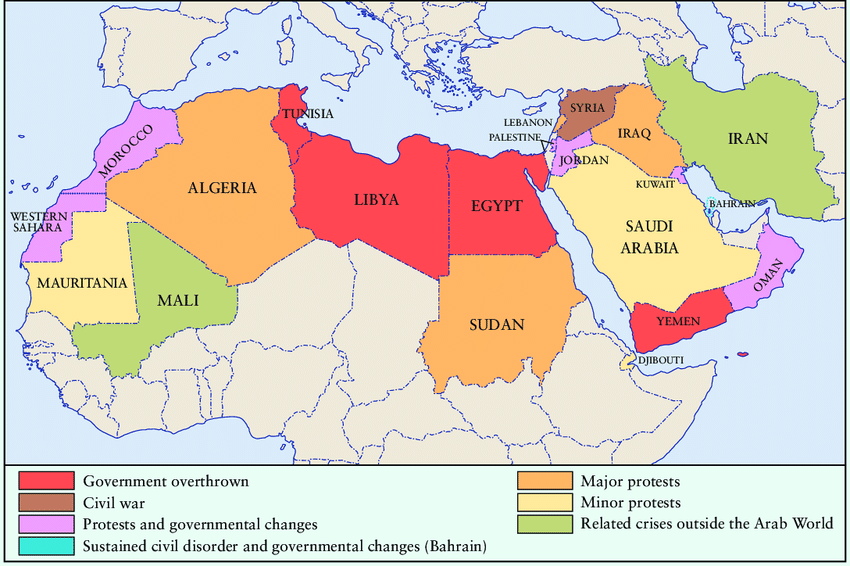 TUNISIA
MOROCCO
ALGERIA
LIBYA
EGYPT
WESTERN
SAHARA
MAURITANIA
MALI
SUDAN
SYRIA
LEBANON
PALESTINE
JORDAN
IRAQ
IRAN
KUWAIT
BAHRAIN
SAUDI
ARABIA
OMAN
YEMEN
DJIBOUTI
Government overthrown
Civil war
Protests and governmental changes
Sustained civil disorder and governmental changes (Bahrain)
Major protests
Minor protests
Related crises outside the Arab World